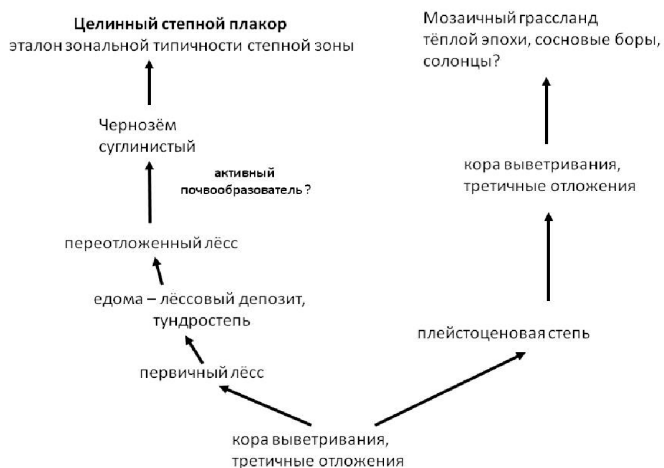 Целинный степной плакор
эталон зональной типичности степной зоны
Чернозём
суглинистый
активный
почвообразователь ?
переотложенный лёсс
едома – лёссовый депозит,
тундростепь
первичный лёсс
кора выветривания,
третичные отложения
плейстоценовая степь
кора выветривания,
третичные отложения
Мозаичный грассланд
тёплой эпохи, сосновые боры,
солонцы?